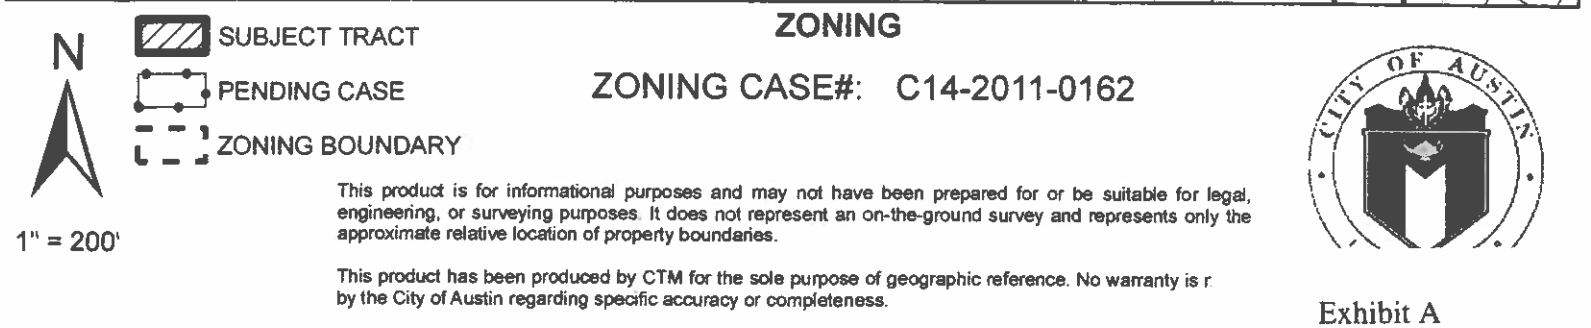 ZONING
N
SUBJECT TRACT
ZONING CASE#: C14-2011-0162
PENDING CASE
ZONING BOUNDARY
1" = 200'
This product is for informational purposes and may not have been prepared for or be suitable for legal,
engineering, or surveying purposes. It does not represent an on-the-ground survey and represents only the
approximate relative location of property boundaries.
This product has been produced by CTM for the sole purpose of geographic reference. No warranty is
by the City of Austin regarding specific accuracy or completeness.
CITY OF AUSTIN
Exhibit A